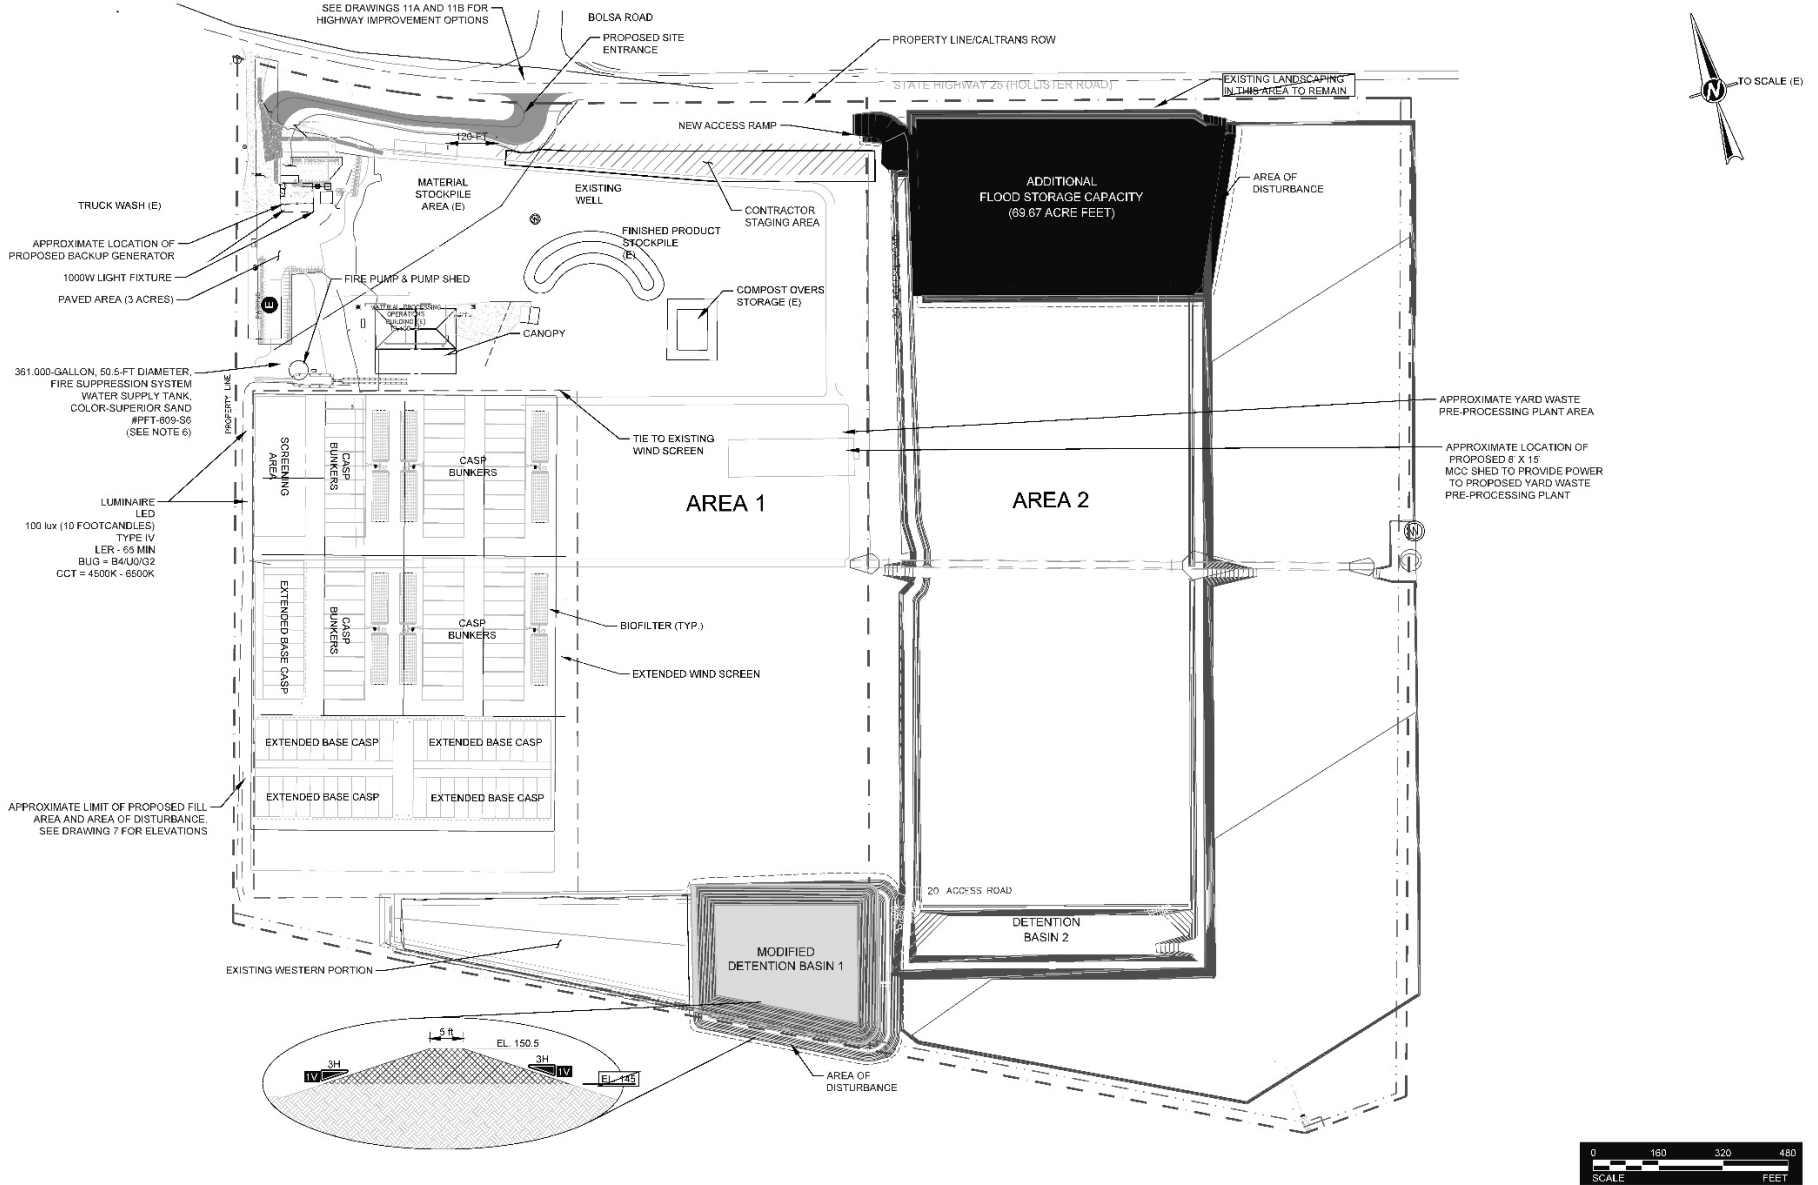 SEE DRAWINGS 11A AND 11B FOR
HIGHWAY IMPROVEMENT OPTIONS
BOLSA ROAD
PROPOSED SITE
ENTRANCE
PROPERTY LINE/CALTRANS ROW
STATE HIGHWAY 25 (HOLLISTER ROAD)
EXISTING LANDSCAPING
IN THIS AREA TO REMAIN
N
TO SCALE (E)
120 FT
NEW ACCESS RAMP
MATERIAL
STOCKPILE
AREA (E)
EXISTING
WELL
CONTRACTOR
STAGING AREA
ADDITIONAL
FLOOD STORAGE CAPACITY
(69.67 ACRE FEET)
AREA OF
DISTURBANCE
TRUCK WASH (E)
APPROXIMATE LOCATION OF
PROPOSED BACKUP GENERATOR
1000W LIGHT FIXTURE
PAVED AREA (3 ACRES)
FINISHED PRODUCT
STOCKPILE
(E)
FIRE PUMP & PUMP SHED
E
MATERIAL PROCESSING
OPERATIONS
BUILDING (E)
CANOPY
COMPOST OVERS
STORAGE (E)
361,000-GALLON, 50.5-FT DIAMETER,
FIRE SUPPRESSION SYSTEM
WATER SUPPLY TANK,
COLOR-SUPERIOR SAND
#PFT-609-S6
(SEE NOTE 6)
PROPERTY LINE
TIE TO EXISTING
WIND SCREEN
APPROXIMATE YARD WASTE
PRE-PROCESSING PLANT AREA
APPROXIMATE LOCATION OF
PROPOSED 8' X 15'
MCC SHED TO PROVIDE POWER
TO PROPOSED YARD WASTE
PRE-PROCESSING PLANT
SCREENING
AREA
CASP
BUNKERS
CASP
BUNKERS
AREA 1
AREA 2
LUMINAIRE
LED
100 lux (10 FOOTCANDLES)
TYPE IV
LER - 65 MIN
BUG = B4/U0/G2
CCT = 4500K - 6500K
EXTENDED BASE CASP
CASP
BUNKERS
CASP
BUNKERS
BIOFILTER (TYP.)
EXTENDED WIND SCREEN
EXTENDED BASE CASP
EXTENDED BASE CASP
EXTENDED BASE CASP
EXTENDED BASE CASP
APPROXIMATE LIMIT OF PROPOSED FILL
AREA AND AREA OF DISTURBANCE.
SEE DRAWING 7 FOR ELEVATIONS
20 ACCESS ROAD
DETENTION
BASIN 2
MODIFIED
DETENTION BASIN 1
EXISTING WESTERN PORTION
5 ft
EL. 150.5
3H
1V
3H
1V
EL. 145
AREA OF
DISTURBANCE
0 160 320 480
SCALE FEET